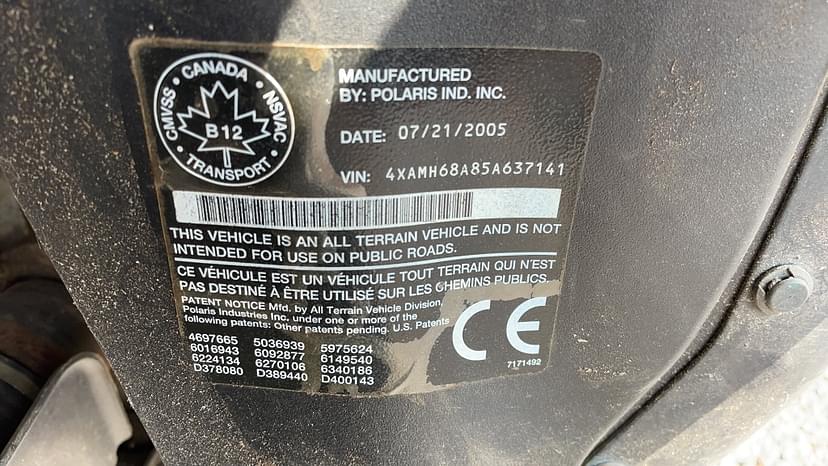 CANADA
CMVSS • NSVAC
B12
TRANSPORT
MANUFACTURED
BY: POLARIS IND. INC.
DATE: 07/21/2005
VIN: 4XAMH68A85A637141
THIS VEHICLE IS AN ALL TERRAIN VEHICLE AND IS NOT
INTENDED FOR USE ON PUBLIC ROADS.
CE VÉHICULE EST UN VÉHICULE TOUT TERRAIN QUI N'EST
PAS DESTINÉ À ÊTRE UTILISÉ SUR LES CHEMINS PUBLICS.
PATENT NOTICE Mfd. by All Terrain Vehicle Division,
Polaris Industries Inc. under one or more of the
following patents: Other patents pending. U.S. Patents
4697665 5036939 5975624
6016943 6092877 6149540
6224134 6270106 6340186
D378080 D389440 D400143
CE
7171492